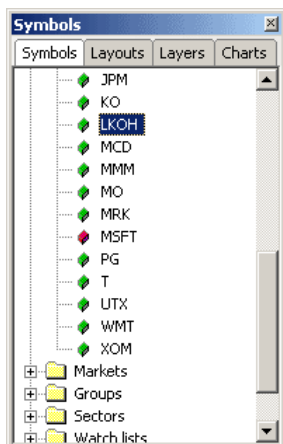 Symbols
Symbols Layouts Layers Charts
JPM
KO
LKOH
MCD
MMM
MO
MRK
MSFT
PG
T
UTX
WMT
XOM
Markets
Groups
Sectors
Watch lists